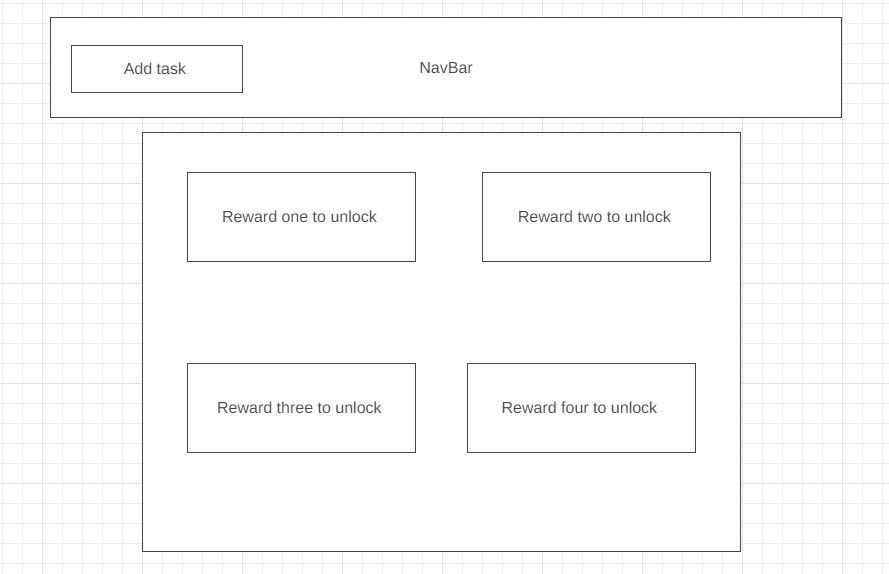 Add task
NavBar
Reward one to unlock
Reward two to unlock
Reward three to unlock
Reward four to unlock